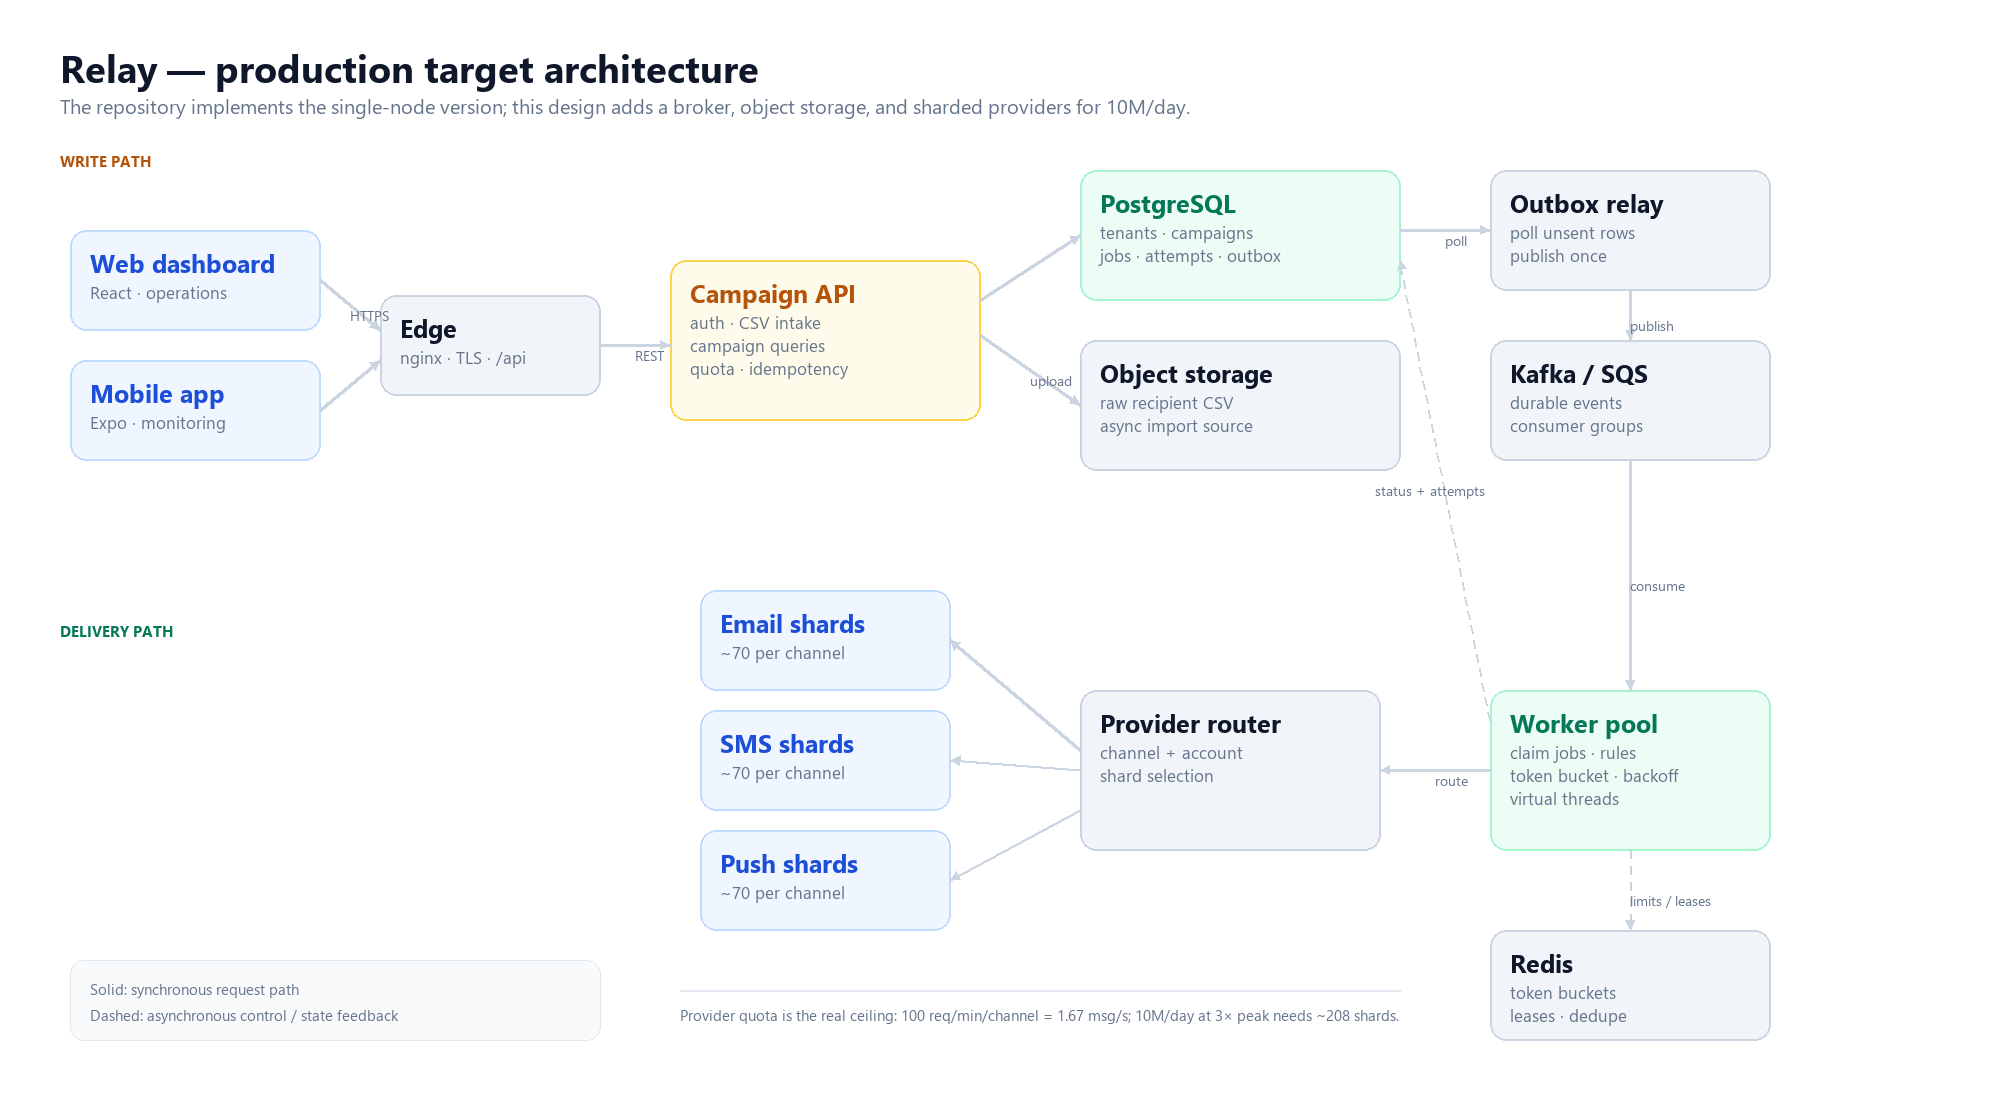 Relay — production target architecture
The repository implements the single-node version; this design adds a broker, object storage, and sharded providers for 10M/day.
WRITE PATH
Web dashboard
React · operations
Mobile app
Expo · monitoring
HTTPS
Edge
nginx · TLS · /api
REST
Campaign API
auth · CSV intake
campaign queries
quota · idempotency
upload
PostgreSQL
tenants · campaigns
jobs · attempts · outbox
Object storage
raw recipient CSV
async import source
poll
Outbox relay
poll unsent rows
publish once
publish
Kafka / SQS
durable events
consumer groups
status + attempts
consume
DELIVERY PATH
Email shards
~70 per channel
SMS shards
~70 per channel
Push shards
~70 per channel
Provider router
channel + account
shard selection
route
Worker pool
claim jobs · rules
token bucket · backoff
virtual threads
limits / leases
Redis
token buckets
leases · dedupe
Solid: synchronous request path
Dashed: asynchronous control / state feedback
Provider quota is the real ceiling: 100 req/min/channel = 1.67 msg/s; 10M/day at 3× peak needs ~208 shards.